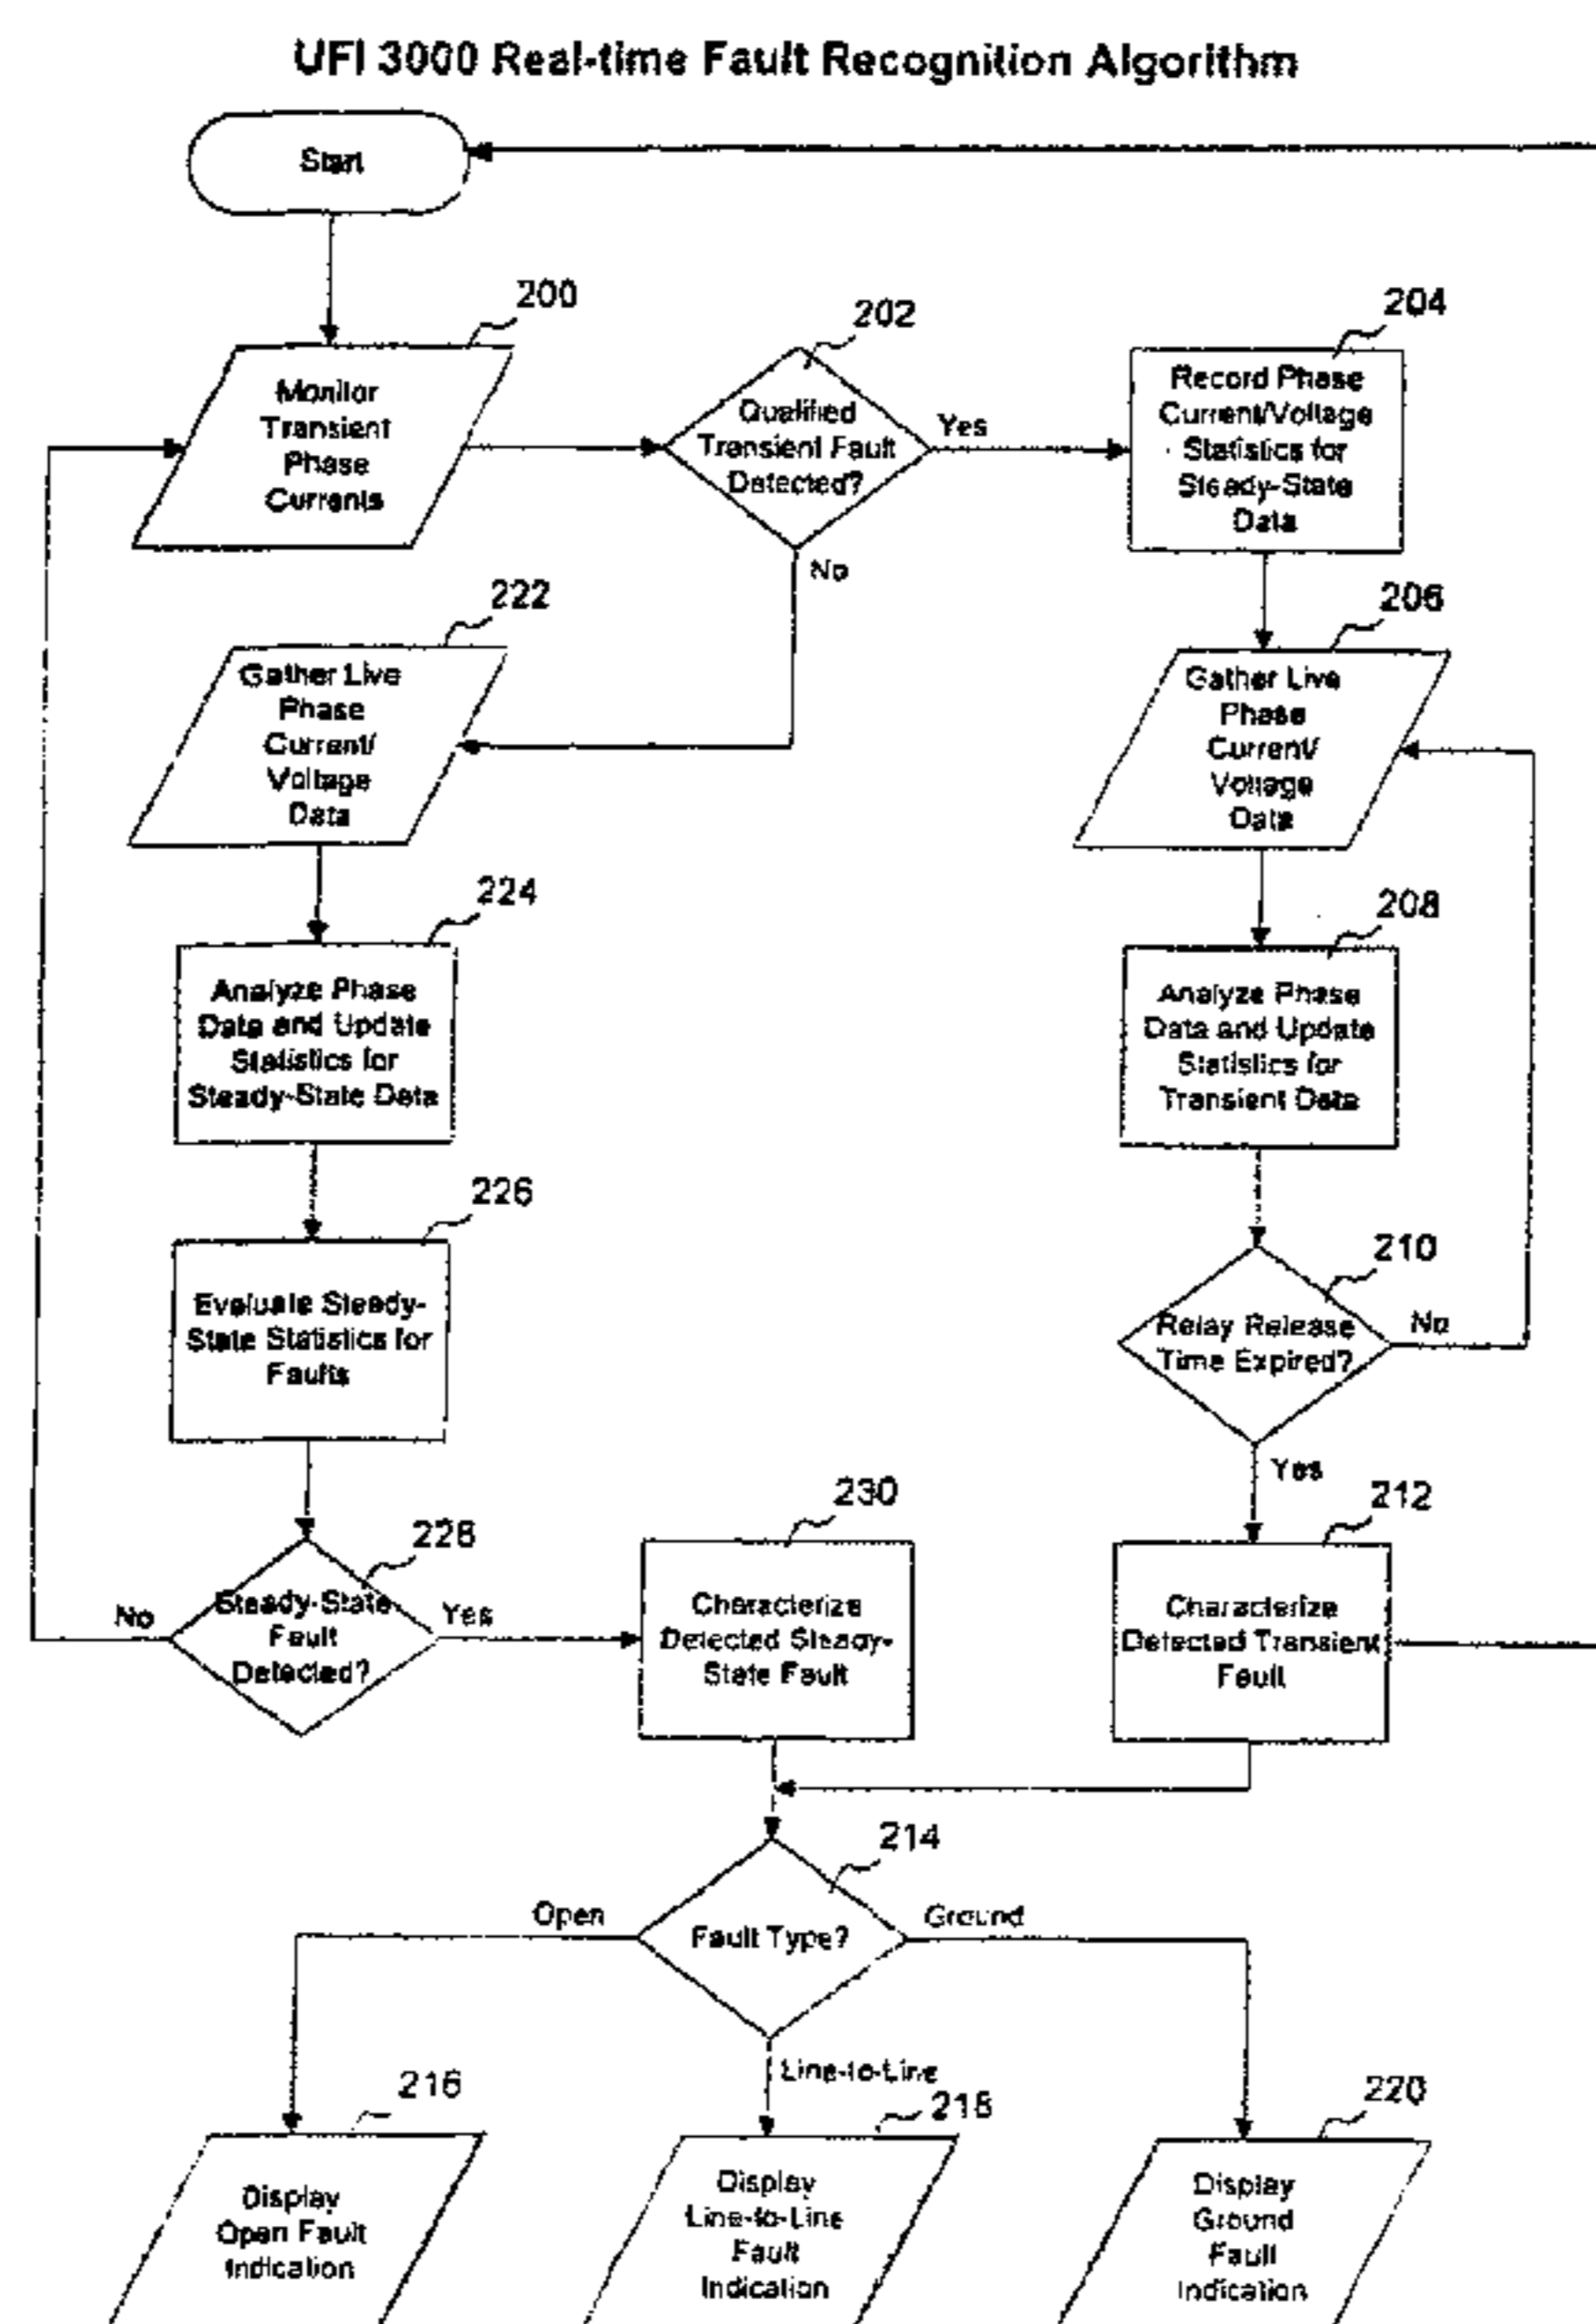 UFI 3000 Real-time Fault Recognition Algorithm
Start
200
Monitor
Transient
Phase
Currents
202
Qualified
Transient Fault
Detected?
Yes
No
204
Record Phase
Current/Voltage
Statistics for
Steady-State
Data
222
Gather Live
Phase
Current/
Voltage
Data
206
Gather Live
Phase
Current/
Voltage
Data
224
Analyze Phase
Data and Update
Statistics for
Steady-State Data
208
Analyze Phase
Data and Update
Statistics for
Transient Data
226
Evaluate Steady-
State Statistics for
Faults
210
Relay Release
Time Expired?
No
Yes
228
Steady-State
Fault
Detected?
No
Yes
230
Characterize
Detected Steady-
State Fault
212
Characterize
Detected Transient
Fault
214
Fault Type?
Open
Ground
Line-to-Line
216
Display
Open Fault
Indication
218
Display
Line-to-Line
Fault
Indication
220
Display
Ground
Fault
Indication